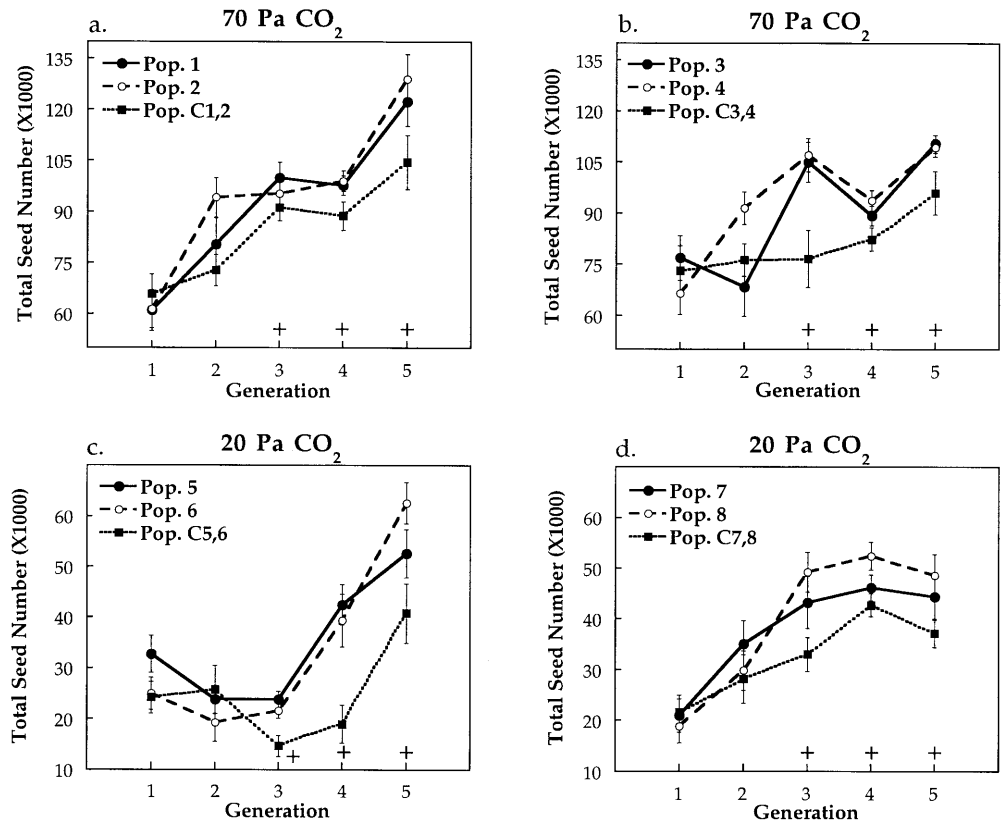 a. 70 Pa CO2
135
120
105
90
75
60
Total Seed Number (X1000)
Pop. 1
Pop. 2
Pop. C1,2
+ + +
1 2 3 4 5
Generation
b. 70 Pa CO2
135
120
105
90
75
60
Total Seed Number (X1000)
Pop. 3
Pop. 4
Pop. C3,4
+ + +
1 2 3 4 5
Generation
c. 20 Pa CO2
60
50
40
30
20
10
Total Seed Number (X1000)
Pop. 5
Pop. 6
Pop. C5,6
+ + +
1 2 3 4 5
Generation
d. 20 Pa CO2
60
50
40
30
20
10
Total Seed Number (X1000)
Pop. 7
Pop. 8
Pop. C7,8
+ + +
1 2 3 4 5
Generation